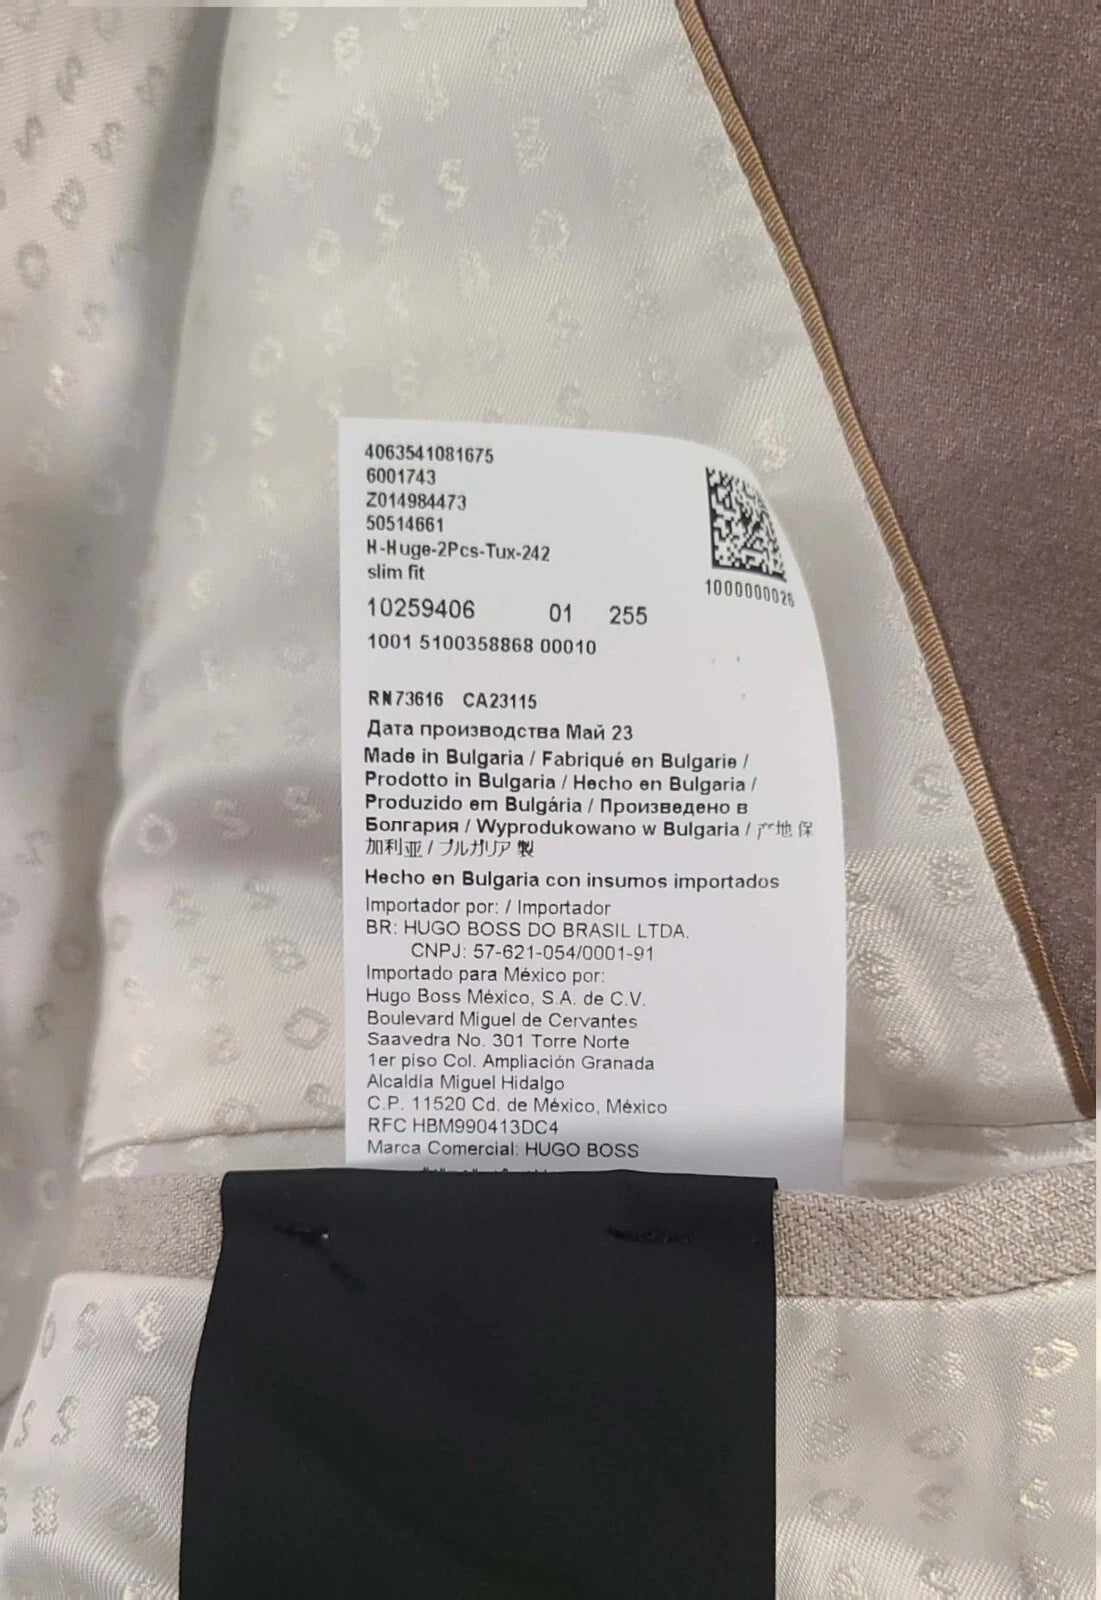 4063541081675
6001743
Z014984473
50514661
H-Huge-2Pcs-Tux-242
slim fit
1000000026
10259406 01 255
1001 5100358868 00010
RN73616 CA23115
Дата производства Май 23
Made in Bulgaria / Fabriqué en Bulgarie /
Prodotto in Bulgaria / Hecho en Bulgaria /
Produzido em Bulgária / Произведено в
Болгария / Wyprodukowano w Bulgaria / 产地 保
加利亚 / ブルガリア 製
Hecho en Bulgaria con insumos importados
Importador por: / Importador
BR: HUGO BOSS DO BRASIL LTDA.
CNPJ: 57-621-054/0001-91
Importado para México por:
Hugo Boss México, S.A. de C.V.
Boulevard Miguel de Cervantes
Saavedra No. 301 Torre Norte
1er piso Col. Ampliación Granada
Alcaldía Miguel Hidalgo
C.P. 11520 Cd. de México, México
RFC HBM990413DC4
Marca Comercial: HUGO BOSS